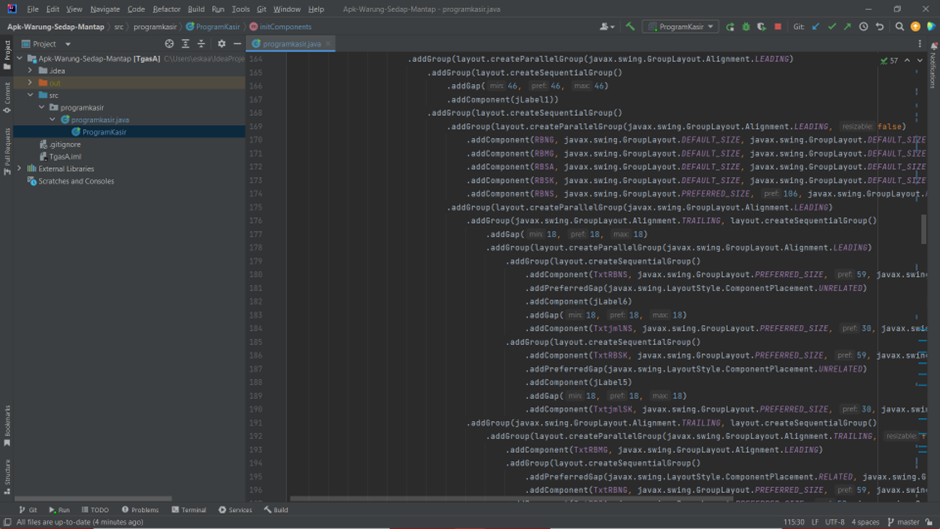 File Edit View Navigate Code Refactor Build Run Tools Git Window Help Apk-Warung-Sedap-Mantap - programkasir.java
Apk-Warung-Sedap-Mantap src programkasir ProgramKasir initComponents ProgramKasir Git:
Project programkasir.java
Apk-Warung-Sedap-Mantap [TgasA]
.idea
out
src
programkasir
programkasir.java
ProgramKasir
.gitignore
TgasA.iml
External Libraries
Scratches and Consoles
Project
Commit
Pull Requests
Bookmarks
Structure
Notifications
57
164 .addGroup(layout.createParallelGroup(javax.swing.GroupLayout.Alignment.LEADING)
165 .addGroup(layout.createSequentialGroup()
166 .addGap( min: 46, pref: 46, max: 46)
167 .addComponent(jLabel1))
168 .addGroup(layout.createSequentialGroup()
169 .addGroup(layout.createParallelGroup(javax.swing.GroupLayout.Alignment.LEADING, resizable: false)
170 .addComponent(RBNG, javax.swing.GroupLayout.DEFAULT_SIZE, javax.swing.GroupLayout.DEFAULT_SIZE
171 .addComponent(RBMG, javax.swing.GroupLayout.DEFAULT_SIZE, javax.swing.GroupLayout.DEFAULT_SIZE
172 .addComponent(RBSA, javax.swing.GroupLayout.DEFAULT_SIZE, javax.swing.GroupLayout.DEFAULT_SIZE
173 .addComponent(RBSK, javax.swing.GroupLayout.DEFAULT_SIZE, javax.swing.GroupLayout.DEFAULT_SIZE
174 .addComponent(RBNS, javax.swing.GroupLayout.PREFERRED_SIZE, pref: 106, javax.swing.GroupLayout.
175 .addGroup(layout.createParallelGroup(javax.swing.GroupLayout.Alignment.LEADING)
176 .addGroup(javax.swing.GroupLayout.Alignment.TRAILING, layout.createSequentialGroup()
177 .addGap( min: 18, pref: 18, max: 18)
178 .addGroup(layout.createParallelGroup(javax.swing.GroupLayout.Alignment.LEADING)
179 .addGroup(layout.createSequentialGroup()
180 .addComponent(TxtRBNS, javax.swing.GroupLayout.PREFERRED_SIZE, pref: 59, javax.swin
181 .addPreferredGap(javax.swing.LayoutStyle.ComponentPlacement.UNRELATED)
182 .addComponent(jLabel6)
183 .addGap( min: 18, pref: 18, max: 18)
184 .addComponent(TxtjmlNS, javax.swing.GroupLayout.PREFERRED_SIZE, pref: 30, javax.sw
185 .addGroup(layout.createSequentialGroup()
186 .addComponent(TxtRBSK, javax.swing.GroupLayout.PREFERRED_SIZE, pref: 59, javax.swin
187 .addPreferredGap(javax.swing.LayoutStyle.ComponentPlacement.UNRELATED)
188 .addComponent(jLabel5)
189 .addGap( min: 18, pref: 18, max: 18)
190 .addComponent(TxtjmlSK, javax.swing.GroupLayout.PREFERRED_SIZE, pref: 30, javax.sw
191 .addGroup(javax.swing.GroupLayout.Alignment.TRAILING, layout.createSequentialGroup()
192 .addGroup(layout.createParallelGroup(javax.swing.GroupLayout.Alignment.TRAILING, resizable: f
193 .addComponent(TxtRBMG, javax.swing.GroupLayout.Alignment.LEADING)
194 .addGroup(layout.createSequentialGroup()
195 .addPreferredGap(javax.swing.LayoutStyle.ComponentPlacement.RELATED, javax.swing.G
196 .addComponent(TxtRBNG, javax.swing.GroupLayout.PREFERRED_SIZE, pref: 59, javax.swin
Git Run TODO Problems Terminal Services Build
All files are up-to-date (4 minutes ago) 115:30 LF UTF-8 4 spaces master